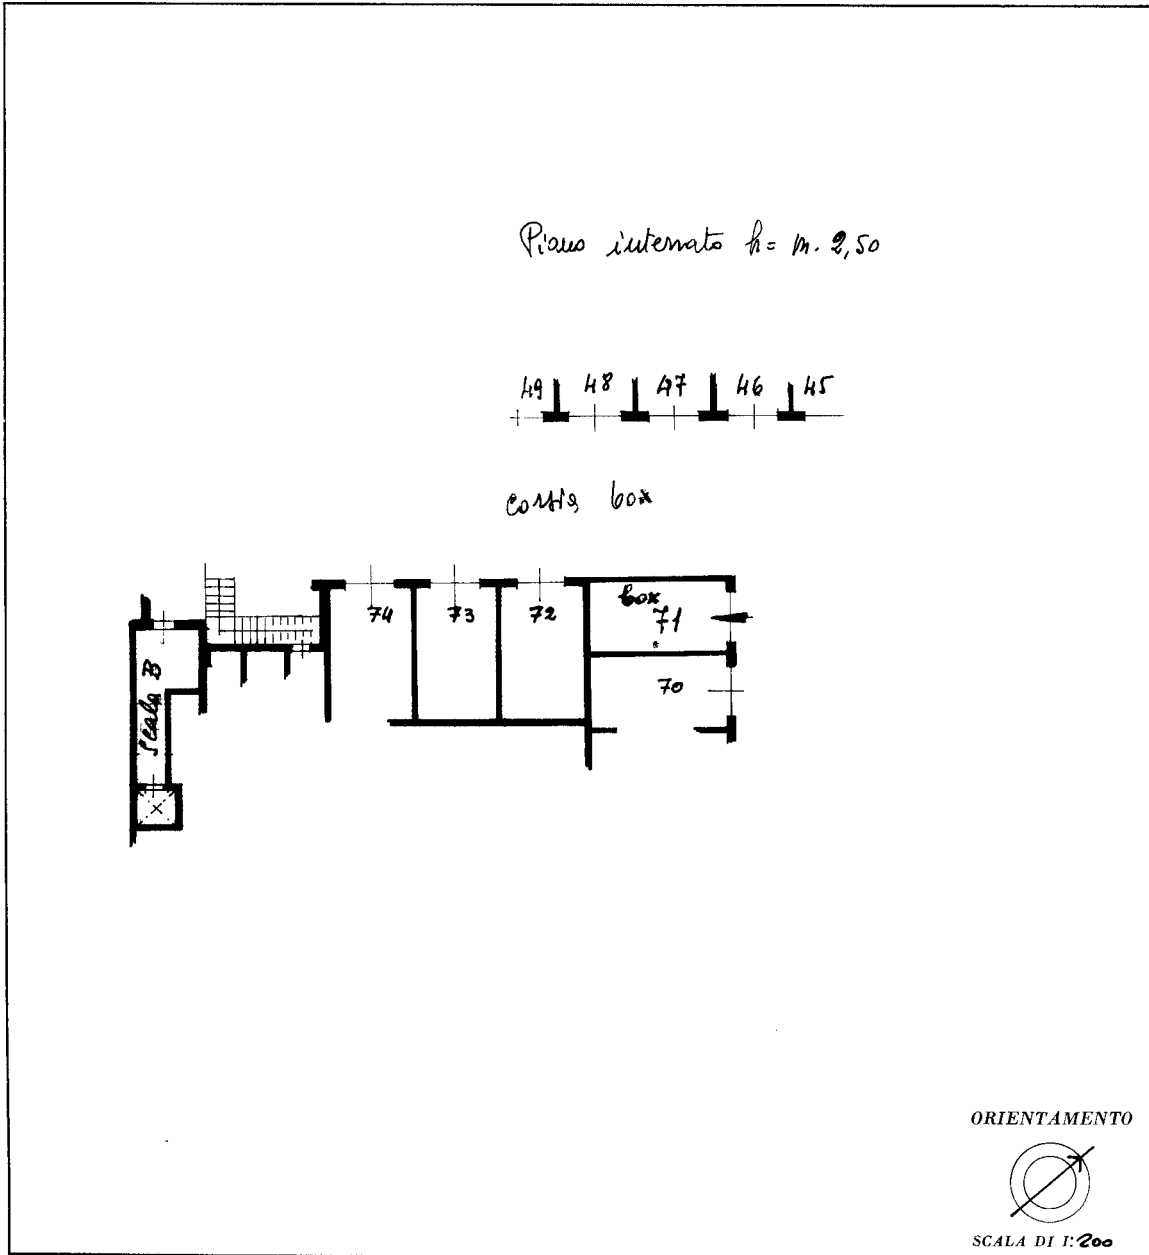 Piano interrato h= m. 2,50
49 48 47 46 45
corsia box
74 73 72 box 71
70
Scala B
ORIENTAMENTO
SCALA DI 1:200